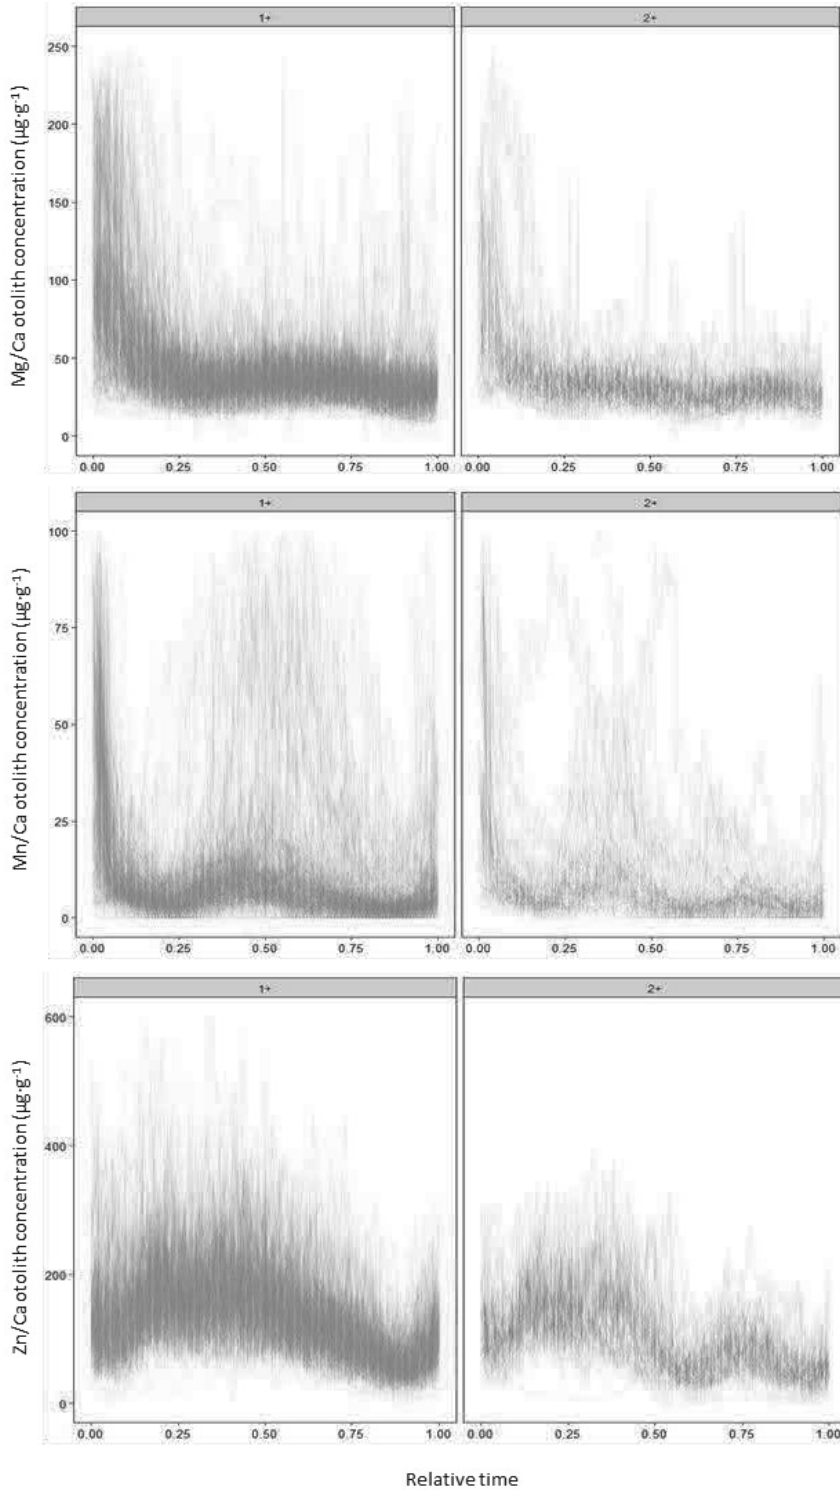 1+ 2+
Mg/Ca otolith concentration (µg·g⁻¹)
250
200
150
100
50
0
0.00 0.25 0.50 0.75 1.00 0.00 0.25 0.50 0.75 1.00
1+ 2+
Mn/Ca otolith concentration (µg·g⁻¹)
100
75
50
25
0
0.00 0.25 0.50 0.75 1.00 0.00 0.25 0.50 0.75 1.00
1+ 2+
Zn/Ca otolith concentration (µg·g⁻¹)
600
400
200
0
0.00 0.25 0.50 0.75 1.00 0.00 0.25 0.50 0.75 1.00
Relative time